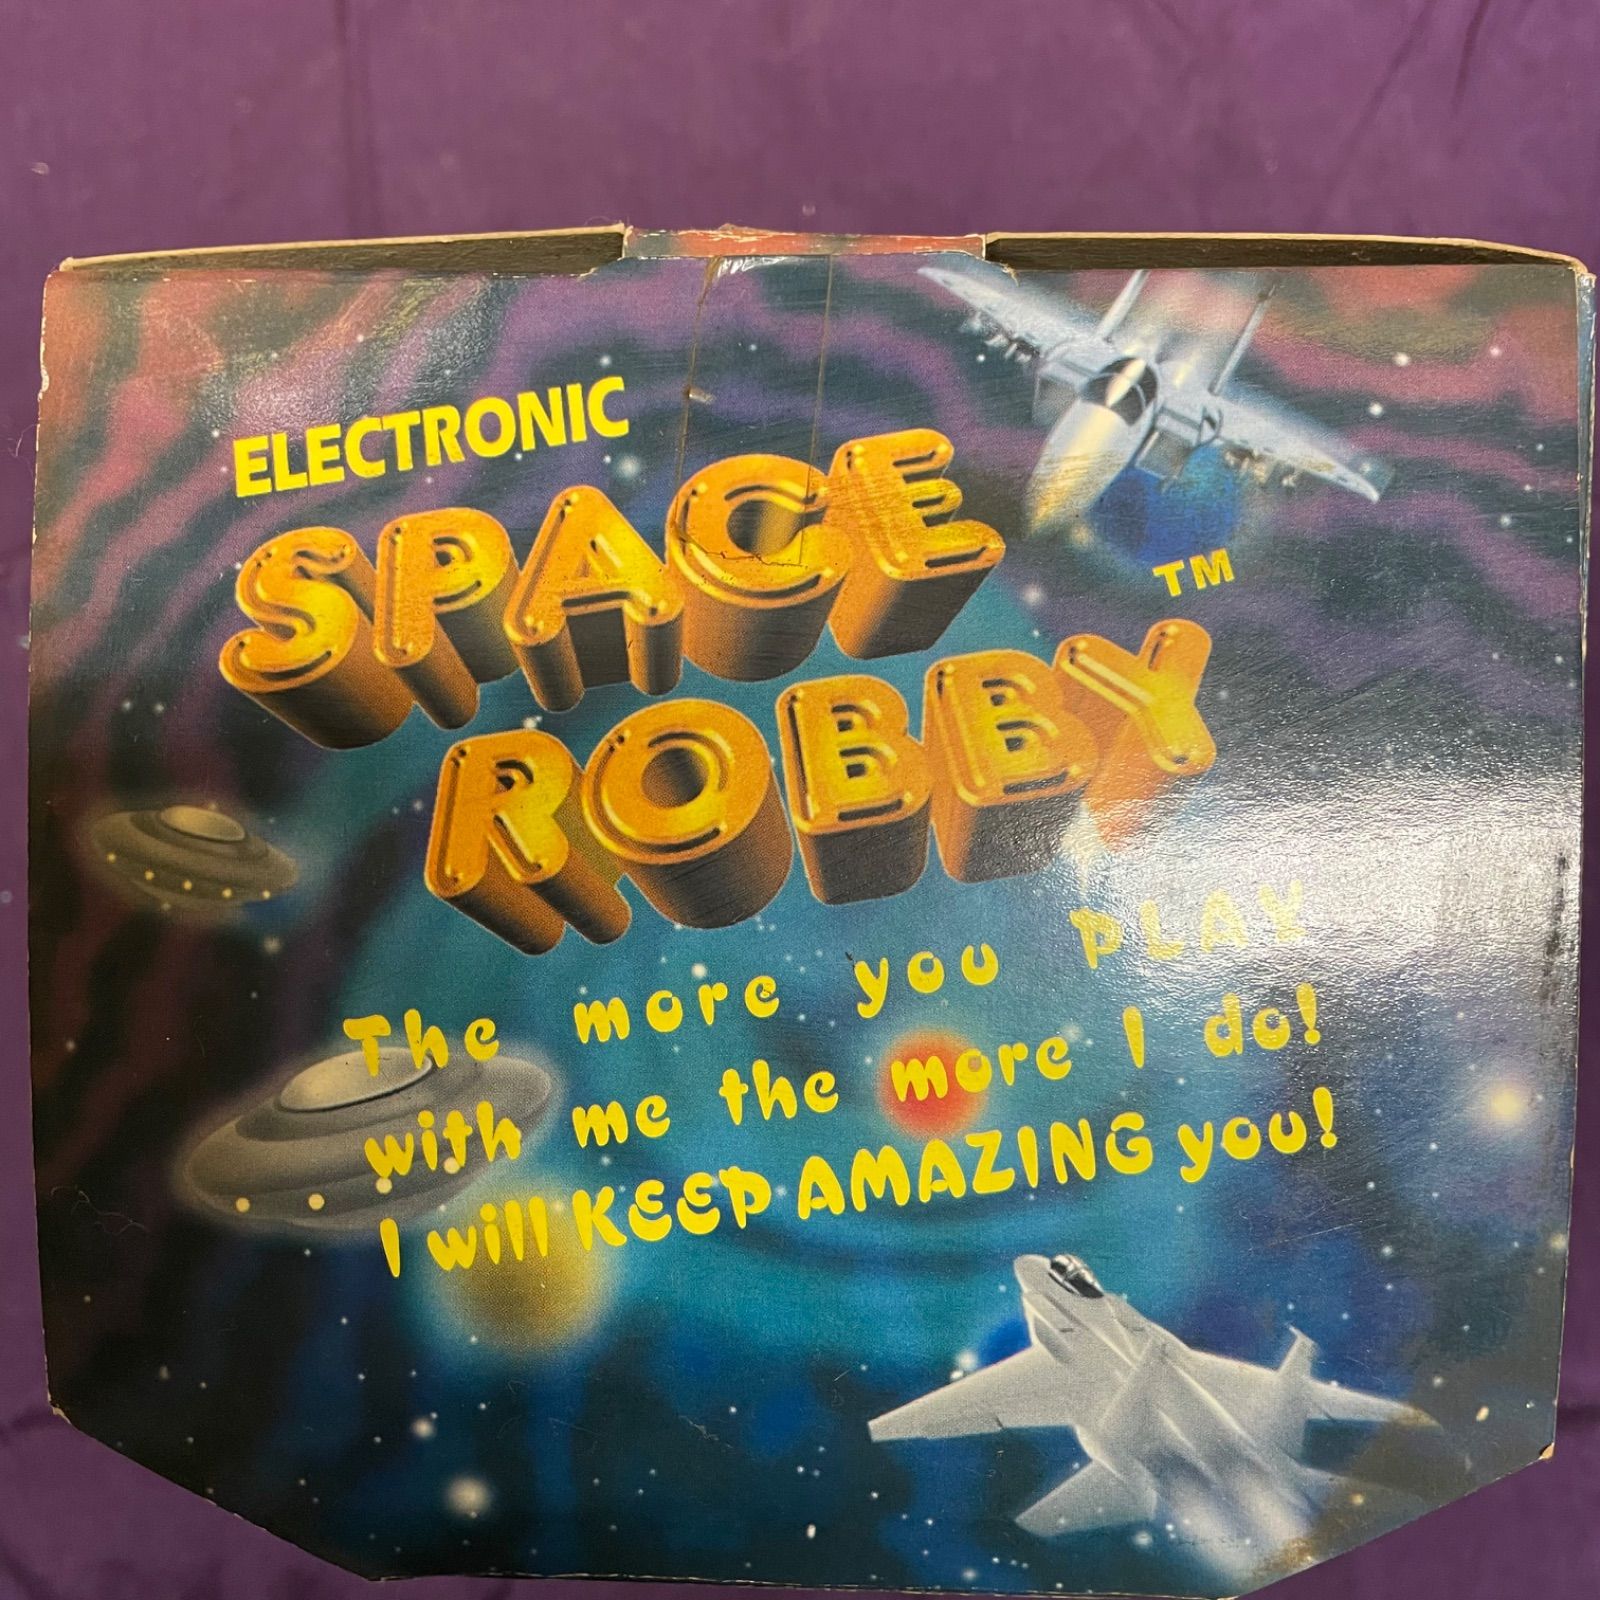 ELECTRONIC
SPACE
ROBBY TM
The more you PLAY
with me the more I do!
I will KEEP AMAZING you!